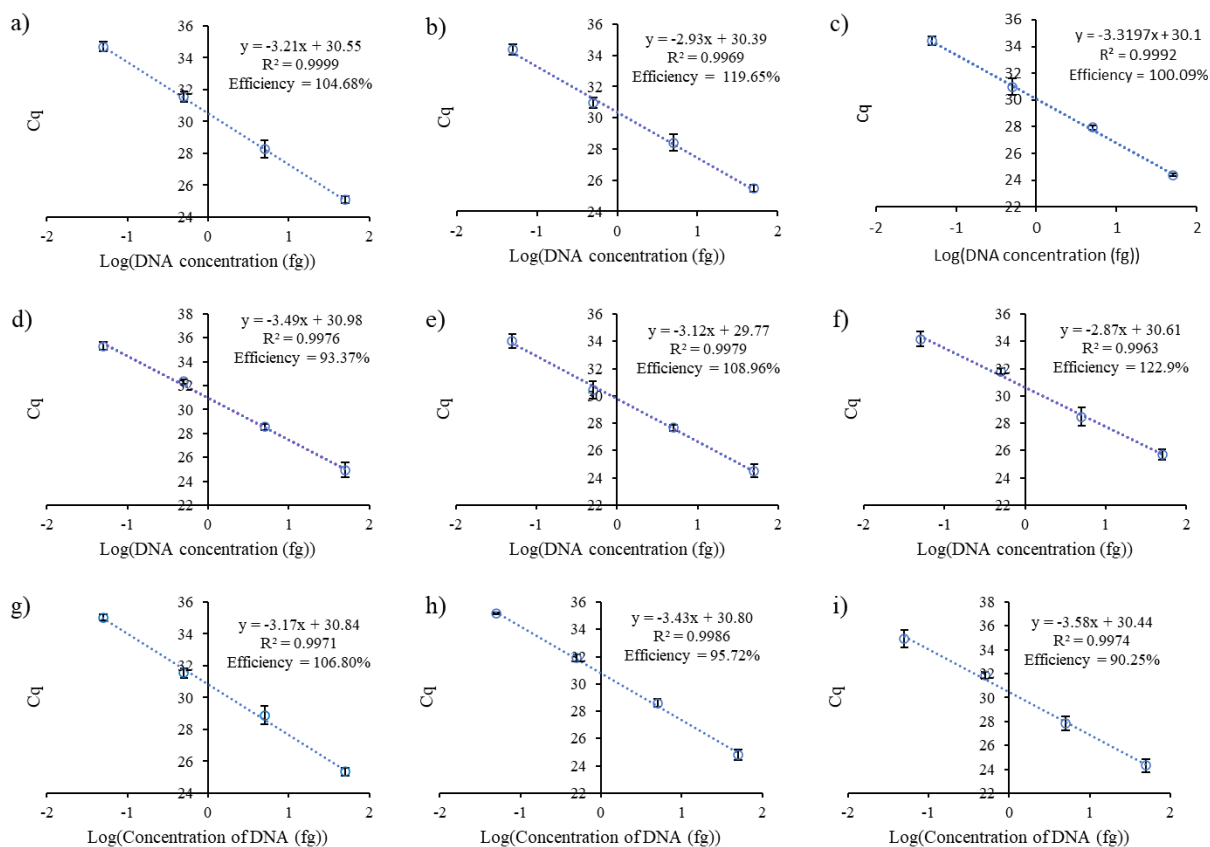 a)
y = -3.21x + 30.55
R² = 0.9999
Efficiency = 104.68%
Cq
36
34
32
30
28
26
24
-2
-1
0
1
2
Log(DNA concentration (fg))
b)
y = -2.93x + 30.39
R² = 0.9969
Efficiency = 119.65%
Cq
36
34
32
30
28
26
24
-2
-1
0
1
2
Log(DNA concentration (fg))
c)
y = -3.3197x+30.1
R² = 0.9992
Efficiency = 100.09%
Cq
36
34
32
30
28
26
24
22
-2
-1
0
1
2
Log(DNA concentration (fg))
d)
y = -3.49x + 30.98
R² = 0.9976
Efficiency = 93.37%
Cq
38
36
34
32
30
28
26
24
22
-2
-1
0
1
2
Log(DNA concentration (fg))
e)
y = -3.12x + 29.77
R² = 0.9979
Efficiency = 108.96%
Cq
36
34
32
30
28
26
24
22
-2
-1
0
1
2
Log(DNA concentration (fg))
f)
y = -2.87x + 30.61
R² = 0.9963
Efficiency = 122.9%
Cq
36
34
32
30
28
26
24
22
-2
-1
0
1
2
Log(DNA concentration (fg))
g)
y = -3.17x + 30.84
R² = 0.9971
Efficiency = 106.80%
Cq
36
34
32
30
28
26
24
-2
-1
0
1
2
Log(Concentration of DNA (fg))
h)
y = -3.43x + 30.80
R² = 0.9986
Efficiency = 95.72%
Cq
36
34
32
30
28
26
24
22
-2
-1
0
1
2
Log(Concentration of DNA (fg))
i)
y = -3.58x + 30.44
R² = 0.9974
Efficiency = 90.25%
Cq
38
36
34
32
30
28
26
24
22
-2
-1
0
1
2
Log(Concentration of DNA (fg))